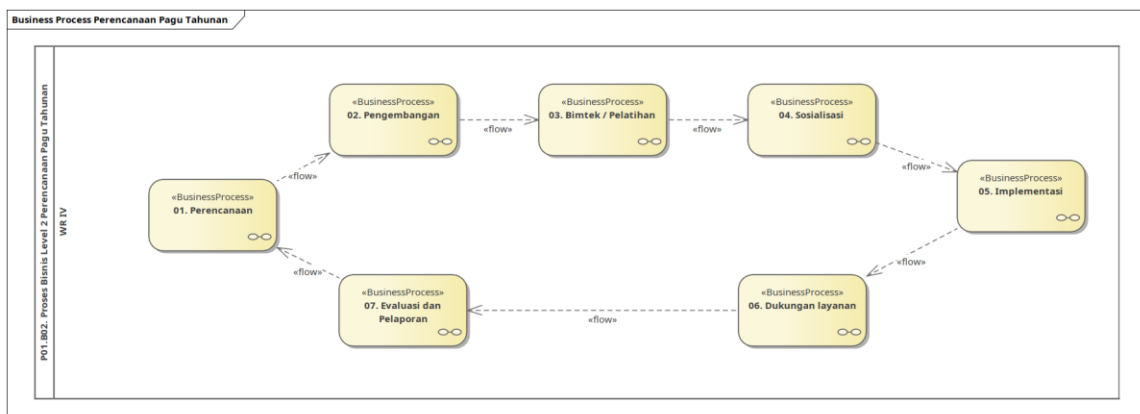 Business Process Perencanaan Pagu Tahunan
P01.B02. Proses Bisnis Level 2 Perencanaan Pagu Tahunan
WR IV
«BusinessProcess»
01. Perencanaan
«flow»
«BusinessProcess»
02. Pengembangan
«flow»
«BusinessProcess»
03. Bimtek / Pelatihan
«flow»
«BusinessProcess»
04. Sosialisasi
«flow»
«BusinessProcess»
05. Implementasi
«flow»
«BusinessProcess»
06. Dukungan layanan
«flow»
«BusinessProcess»
07. Evaluasi dan
Pelaporan
«flow»